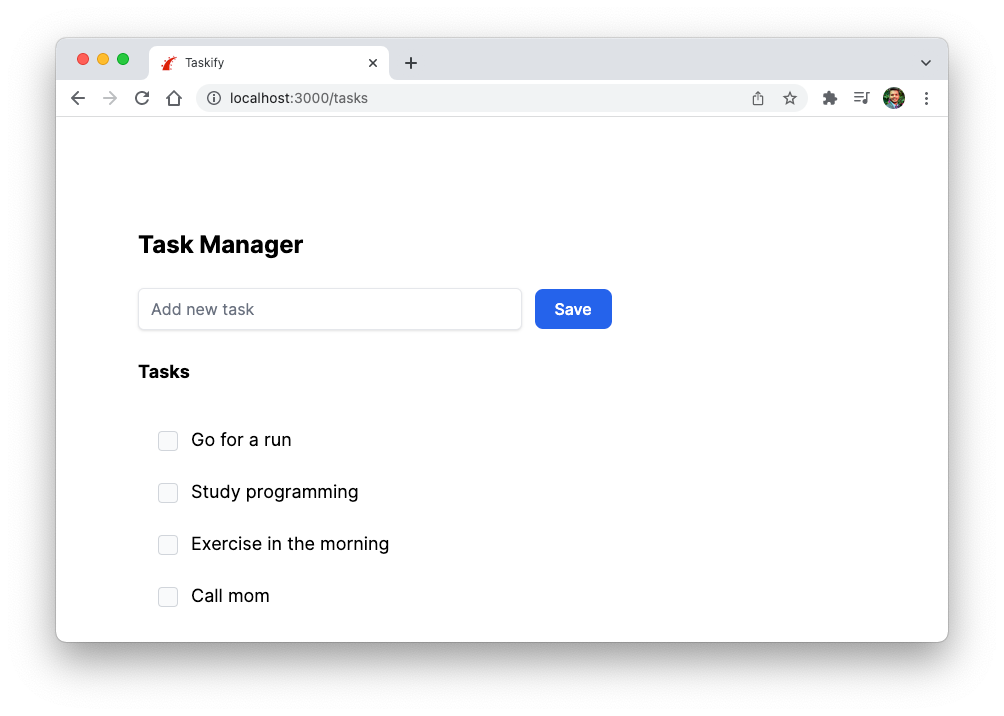 Taskify
localhost:3000/tasks
Task Manager
Add new task
Save
Tasks
Go for a run
Study programming
Exercise in the morning
Call mom